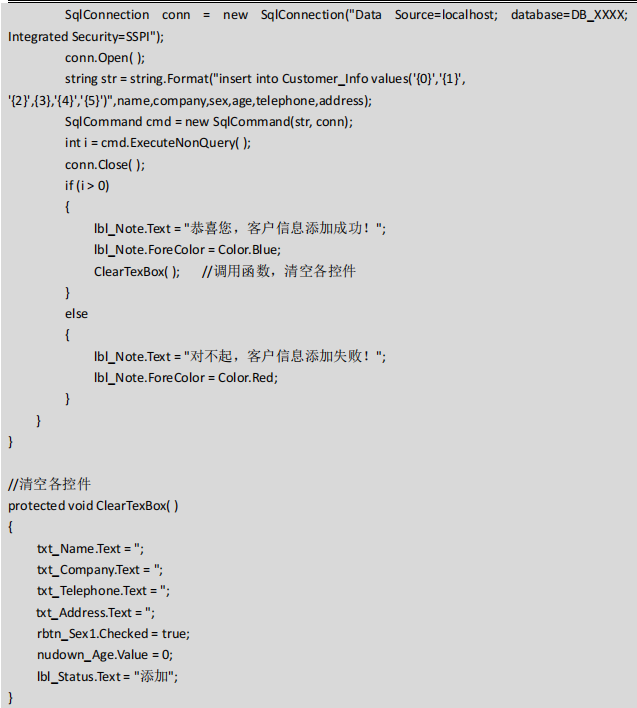 SqlConnection conn = new SqlConnection("Data Source=localhost; database=DB_XXXX;
Integrated Security=SSPI");
conn.Open( );
string str = string.Format("insert into Customer_Info values('{0}','{1}',
'{2}',{3},'{4}','{5}')",name,company,sex,age,telephone,address);
SqlCommand cmd = new SqlCommand(str, conn);
int i = cmd.ExecuteNonQuery( );
conn.Close( );
if (i > 0)
{
lbl_Note.Text = "恭喜您，客户信息添加成功！";
lbl_Note.ForeColor = Color.Blue;
ClearTexBox( ); //调用函数，清空各控件
}
else
{
lbl_Note.Text = "对不起，客户信息添加失败！";
lbl_Note.ForeColor = Color.Red;
}
}
}
//清空各控件
protected void ClearTexBox( )
{
txt_Name.Text = ";
txt_Company.Text = ";
txt_Telephone.Text = ";
txt_Address.Text = ";
rbtn_Sex1.Checked = true;
nudown_Age.Value = 0;
lbl_Status.Text = "添加";
}